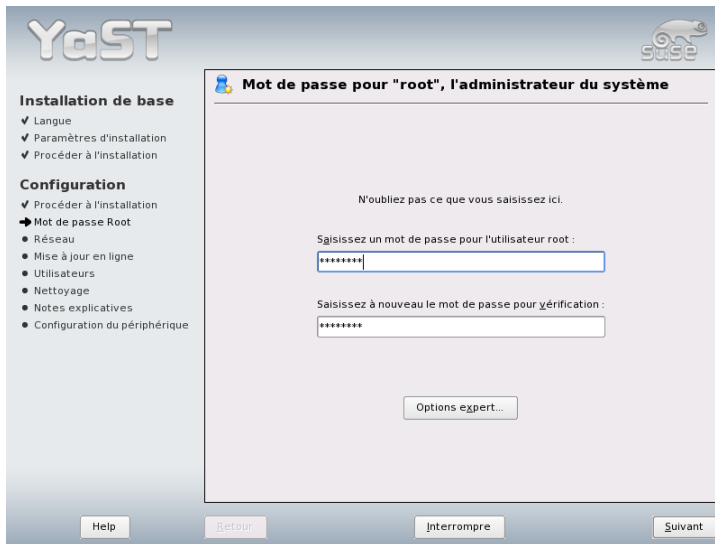 YaST
SUSE
Installation de base
Langue
Paramètres d'installation
Procéder à l'installation
Configuration
Procéder à l'installation
Mot de passe Root
Réseau
Mise à jour en ligne
Utilisateurs
Nettoyage
Notes explicatives
Configuration du périphérique
Mot de passe pour "root", l'administrateur du système
N'oubliez pas ce que vous saisissez ici.
Saisissez un mot de passe pour l'utilisateur root :
********
Saisissez à nouveau le mot de passe pour vérification :
********
Options expert...
Help
Retour
Interrompre
Suivant